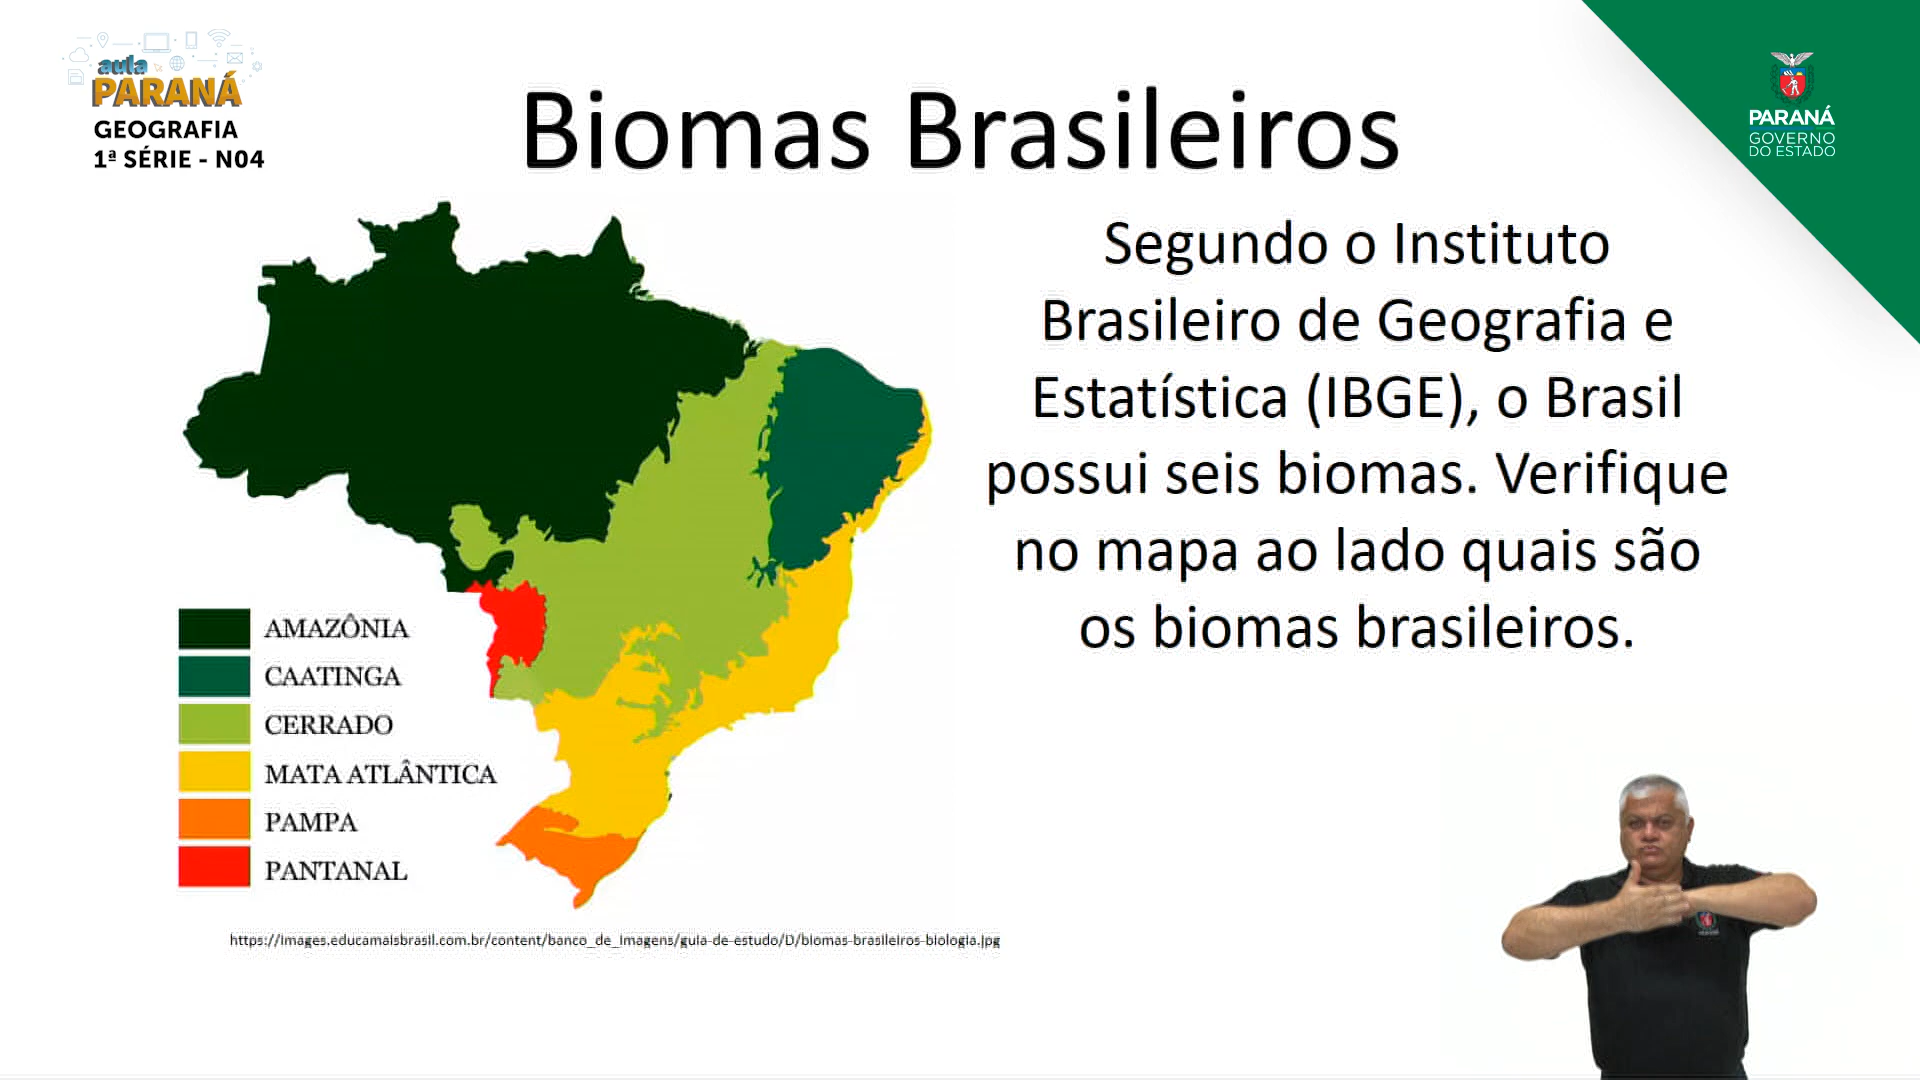 aula
PARANÁ
GEOGRAFIA
1ª SÉRIE - N04
Biomas Brasileiros
PARANÁ
GOVERNO
DO ESTADO
Segundo o Instituto
Brasileiro de Geografia e
Estatística (IBGE), o Brasil
possui seis biomas. Verifique
no mapa ao lado quais são
os biomas brasileiros.
AMAZÔNIA
CAATINGA
CERRADO
MATA ATLÂNTICA
PAMPA
PANTANAL
https://images.educamaisbrasil.com.br/content/banco_de_imagens/guia-de-estudo/D/biomas-brasileiros-biologia.jpg